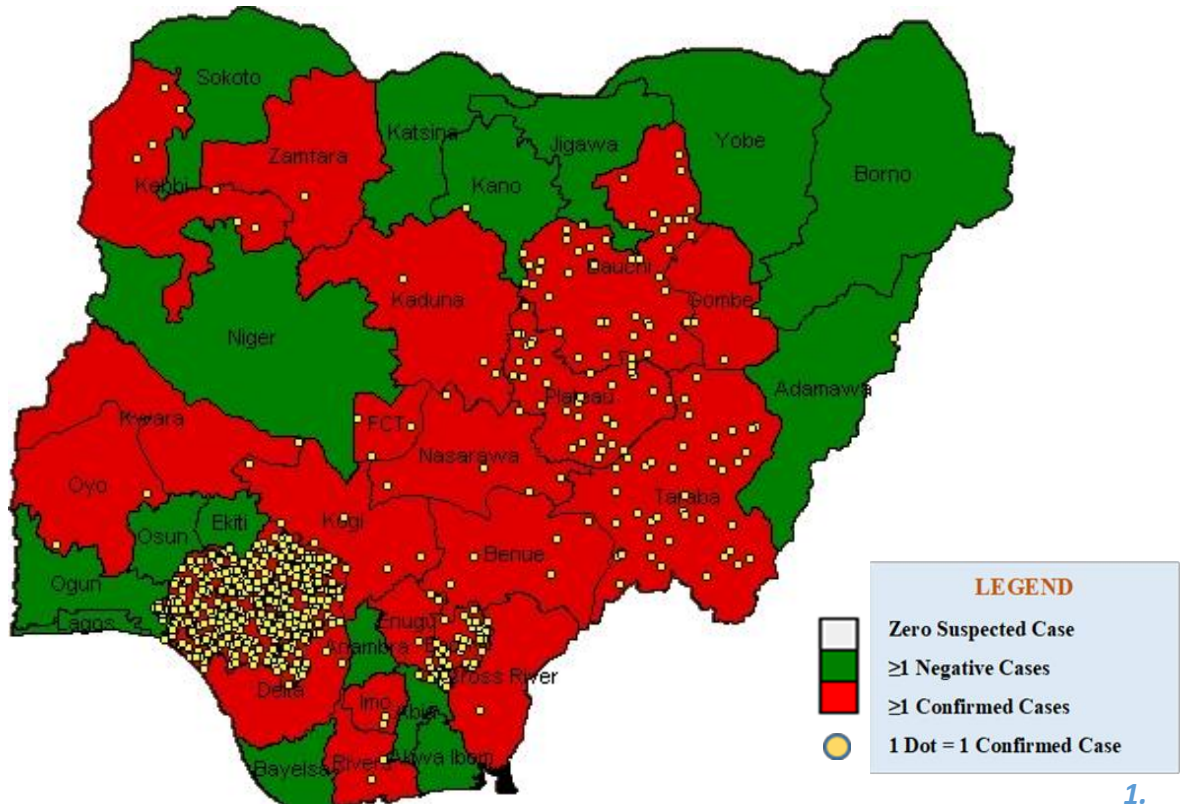 Sokoto
Katsina
Jigawa
Yobe
Zamfara
Kebbi
Kano
Borno
Bauchi
Kaduna
Gombe
Niger
Adamawa
Plateau
Kwara
FCT
Nasarawa
Oyo
Taraba
Kogi
Ekiti
Osun
Benue
Ogun
Lagos
Enugu
Anambra
Cross River
Delta
Imo
Abia
Akwa Ibom
Rivers
Bayelsa
LEGEND
Zero Suspected Case
≥1 Negative Cases
≥1 Confirmed Cases
1 Dot = 1 Confirmed Case
1.